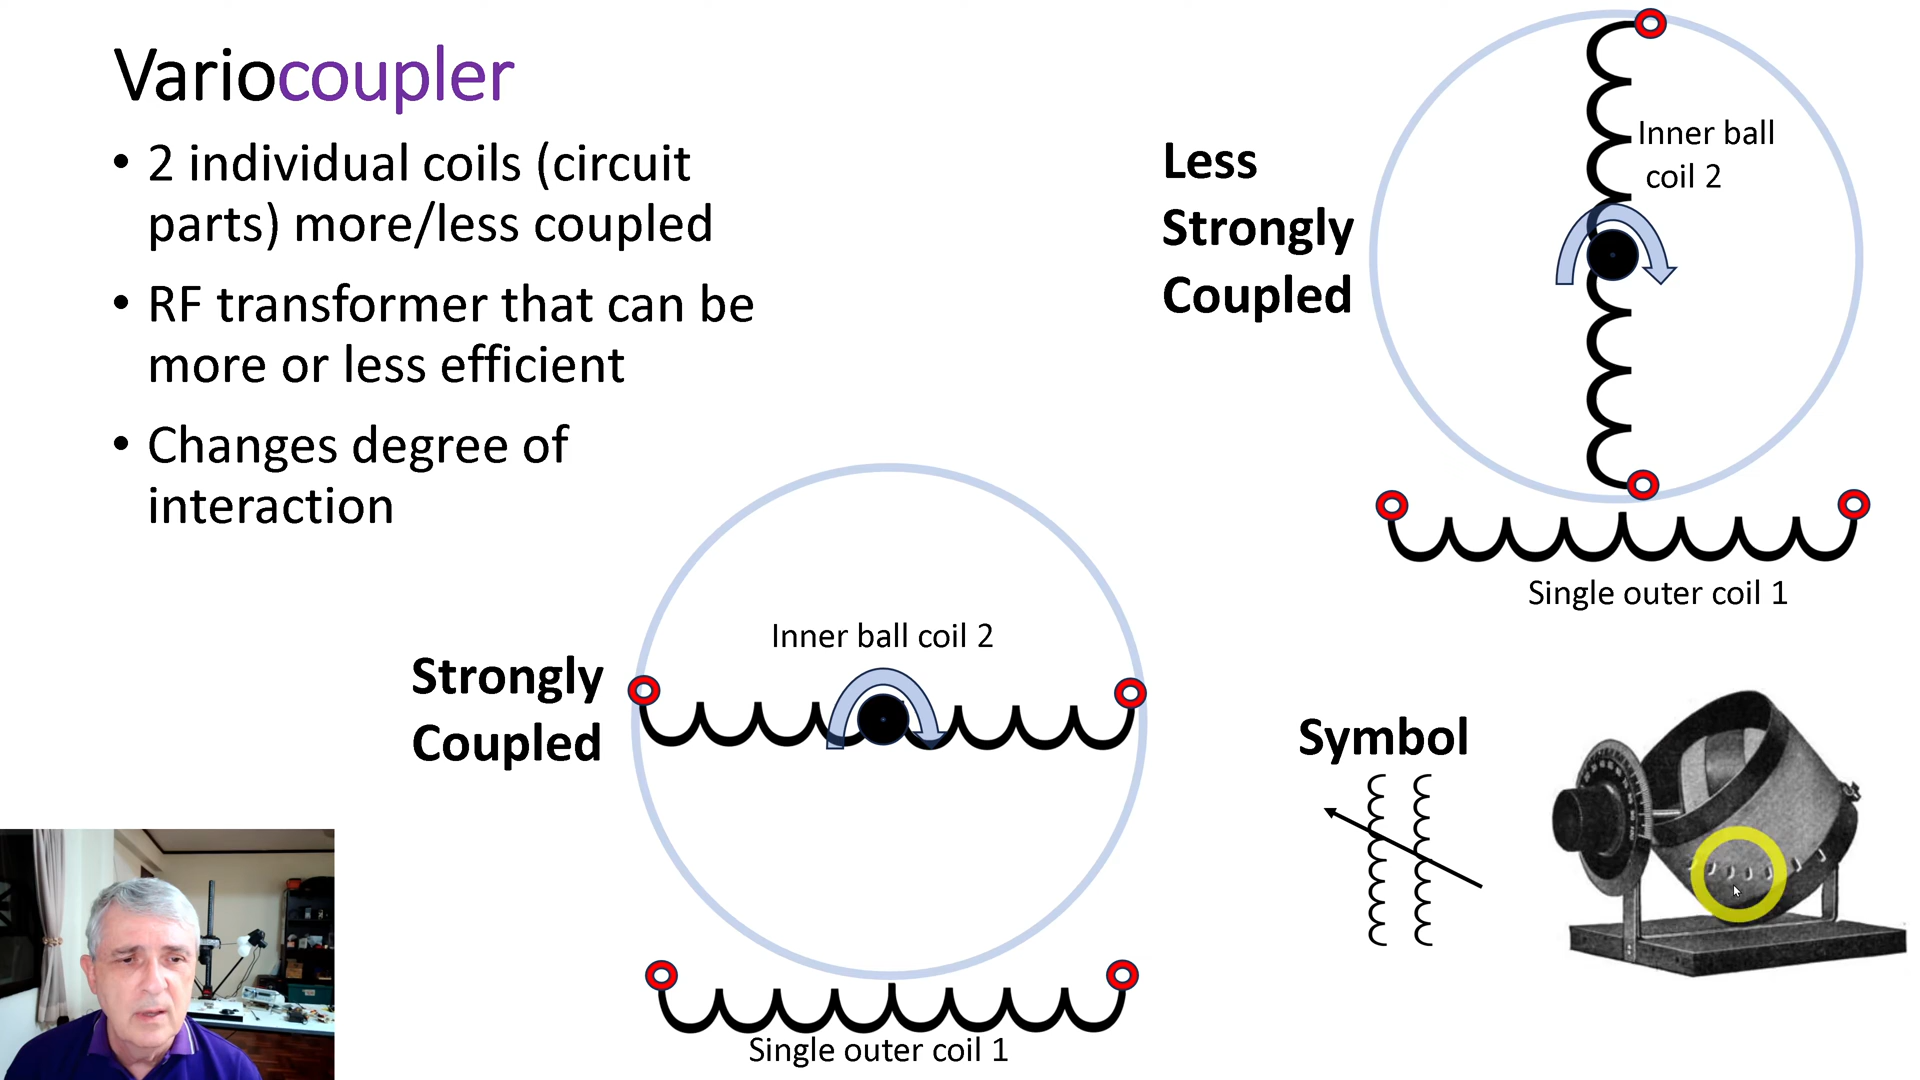 Variocoupler
• 2 individual coils (circuit
parts) more/less coupled
• RF transformer that can be
more or less efficient
• Changes degree of
interaction
Less
Strongly
Coupled
Inner ball
coil 2
Single outer coil 1
Strongly
Coupled
Inner ball coil 2
Single outer coil 1
Symbol